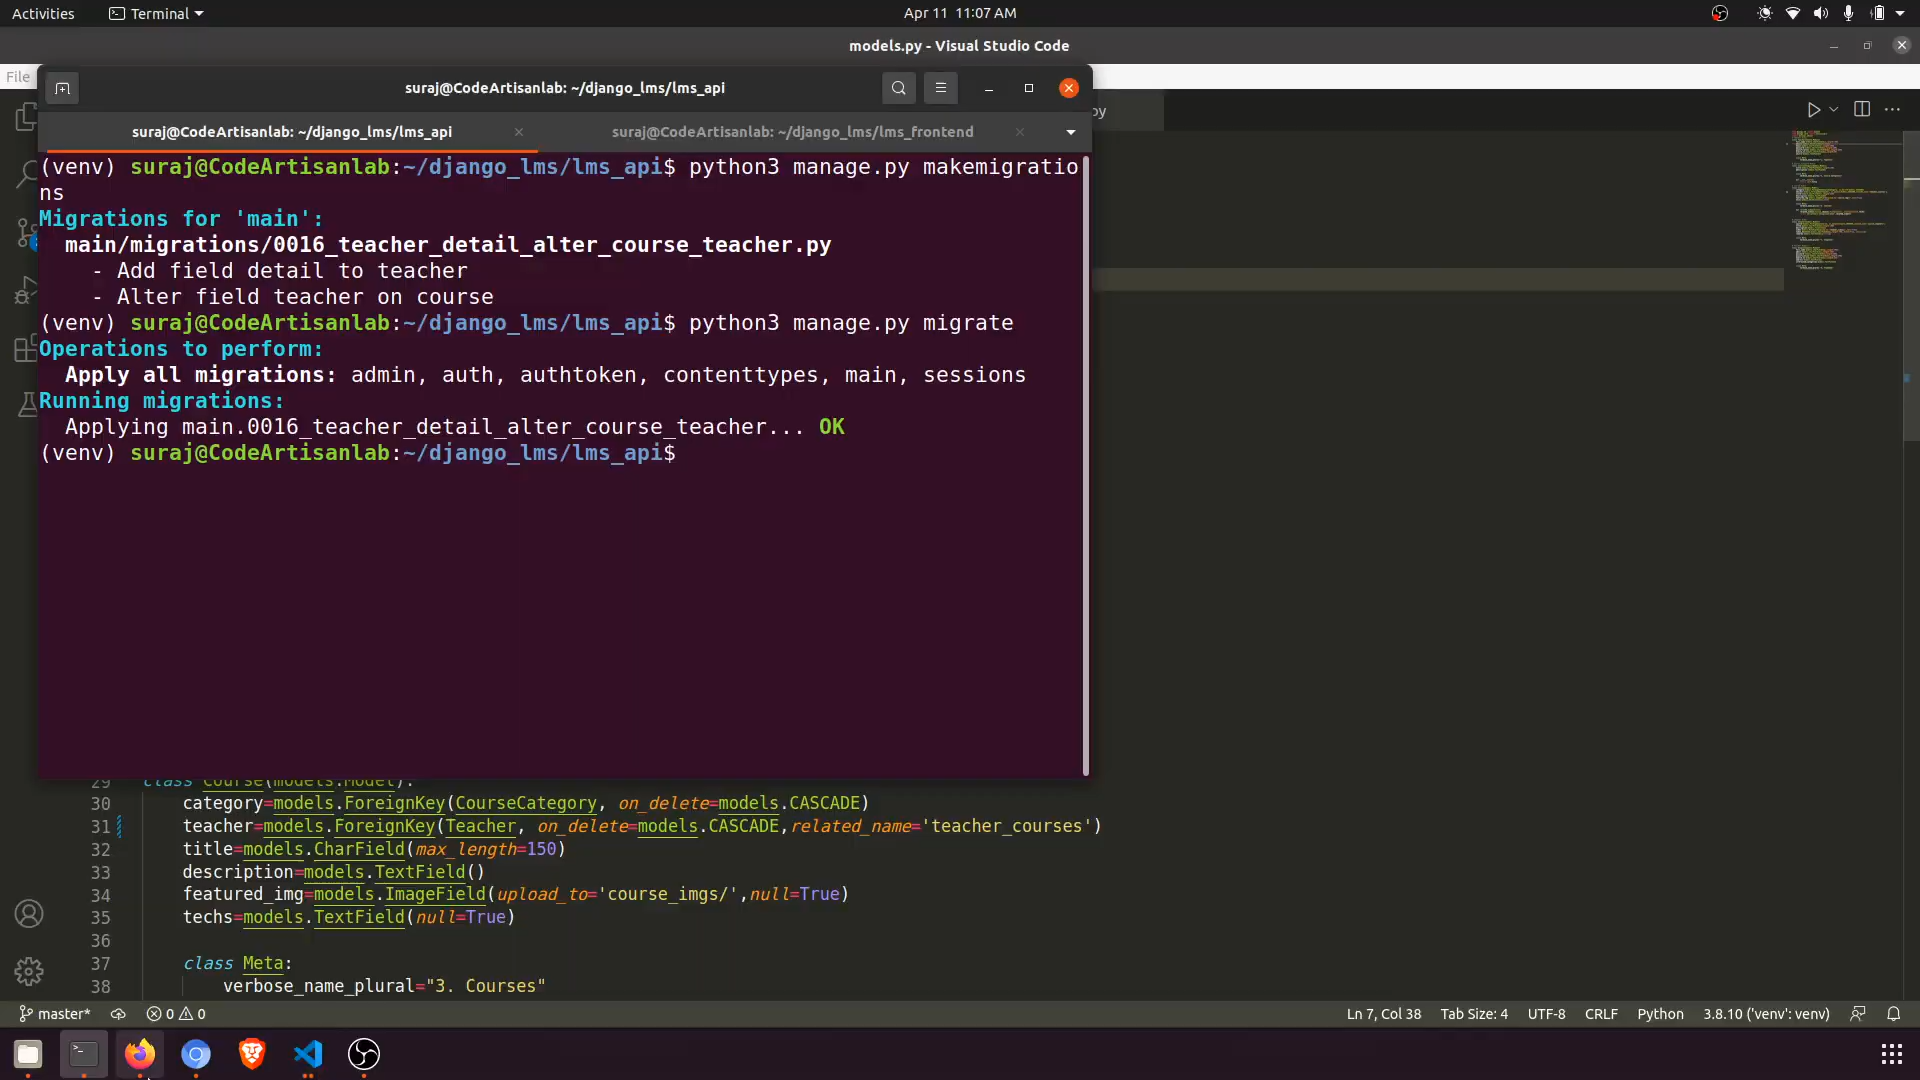 Activities
Terminal
Apr 11 11:07 AM
models.py - Visual Studio Code
File
suraj@CodeArtisanlab: ~/django_lms/lms_api
suraj@CodeArtisanlab: ~/django_lms/lms_api
suraj@CodeArtisanlab: ~/django_lms/lms_frontend
py
(venv) suraj@CodeArtisanlab:~/django_lms/lms_api$ python3 manage.py makemigratio
ns
Migrations for 'main':
main/migrations/0016_teacher_detail_alter_course_teacher.py
- Add field detail to teacher
- Alter field teacher on course
(venv) suraj@CodeArtisanlab:~/django_lms/lms_api$ python3 manage.py migrate
Operations to perform:
Apply all migrations: admin, auth, authtoken, contenttypes, main, sessions
Running migrations:
Applying main.0016_teacher_detail_alter_course_teacher... OK
(venv) suraj@CodeArtisanlab:~/django_lms/lms_api$
29 class Course(models.Model):
30 category=models.ForeignKey(CourseCategory, on_delete=models.CASCADE)
31 teacher=models.ForeignKey(Teacher, on_delete=models.CASCADE,related_name='teacher_courses')
32 title=models.CharField(max_length=150)
33 description=models.TextField()
34 featured_img=models.ImageField(upload_to='course_imgs/',null=True)
35 techs=models.TextField(null=True)
36
37 class Meta:
38 verbose_name_plural="3. Courses"
master* 0 0 Ln 7, Col 38 Tab Size: 4 UTF-8 CRLF Python 3.8.10 ('venv': venv)